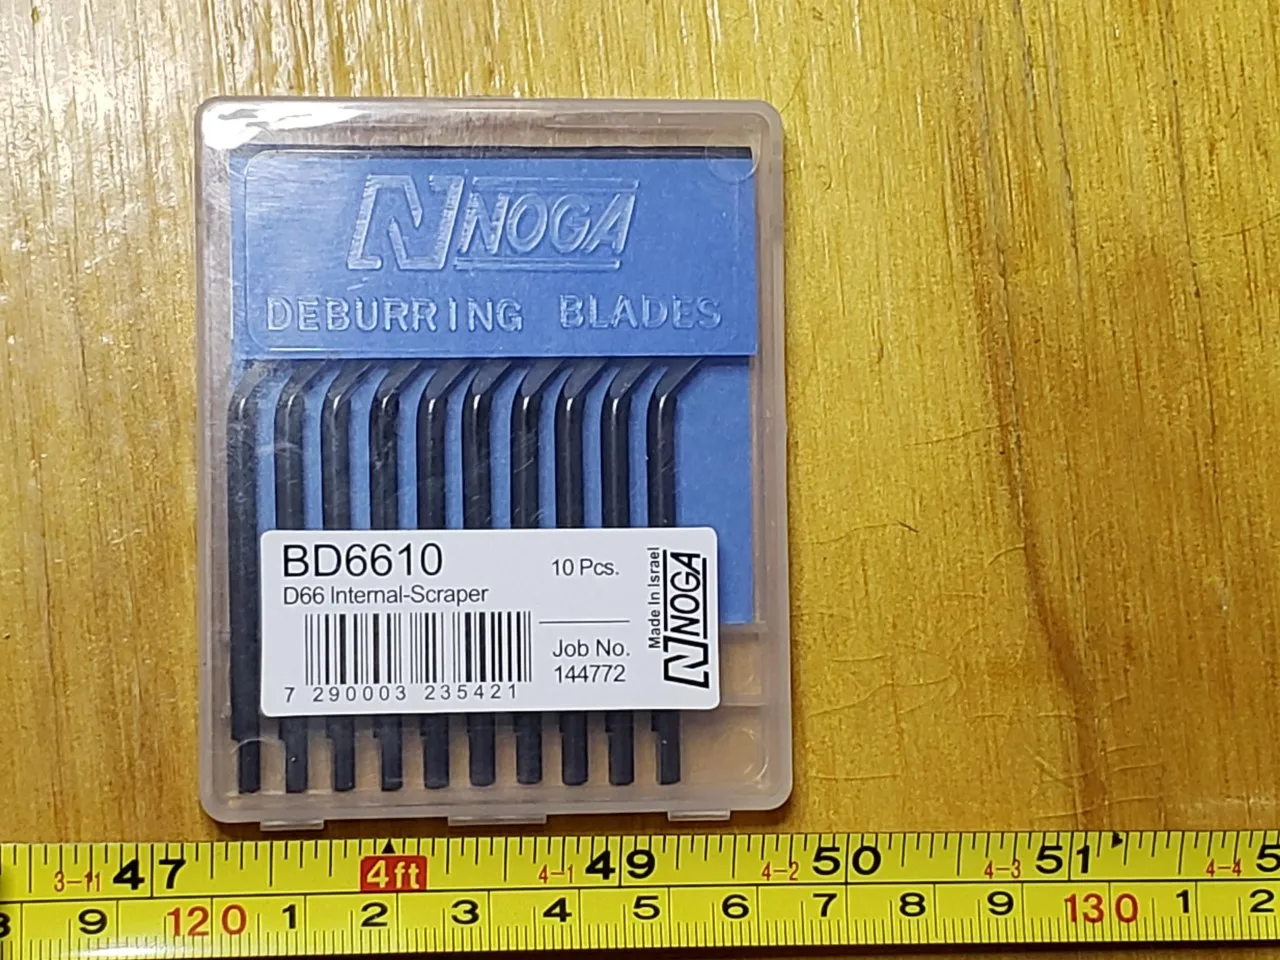 NOGA
DEBURRING BLADES
BD6610
D66 Internal-Scraper
7 290003 235421
10 Pcs.
Job No.
144772
Made In Israel
NOGA
3-11 47 4ft 4-1 49 4-2 50 4-3 51 4-4 5
8 9 120 1 2 3 4 5 6 7 8 9 130 1 2